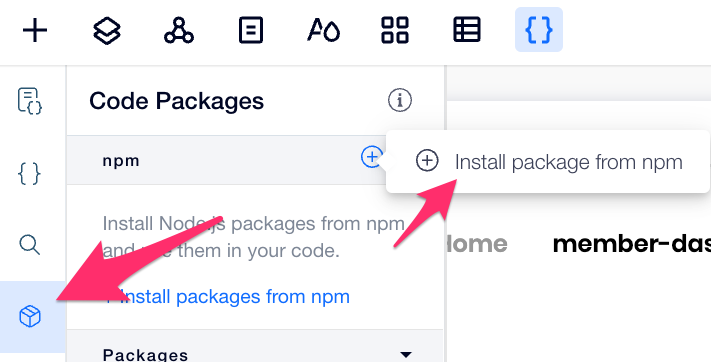 Code Packages
npm
Install package from npm
Install Node.js packages from npm
and use them in your code.
Home
member-das
Install packages from npm
Packages